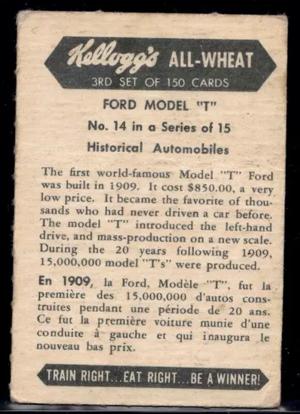 Kellogg's ALL-WHEAT
3RD SET OF 150 CARDS
FORD MODEL "T"
No. 14 in a Series of 15
Historical Automobiles
The first world-famous Model "T" Ford
was built in 1909. It cost $850.00, a very
low price. It became the favorite of thou-
sands who had never driven a car before.
The model "T" introduced the left-hand
drive, and mass-production on a new scale.
During the 20 years following 1909,
15,000,000 model "T's" were produced.
En 1909, la Ford, Modèle "T", fut la
première des 15,000,000 d'autos cons-
truites pendant une période de 20 ans.
Ce fut la première voiture munie d'une
conduite à gauche et qui inaugura le
nouveau bas prix.
TRAIN RIGHT...EAT RIGHT...BE A WINNER!